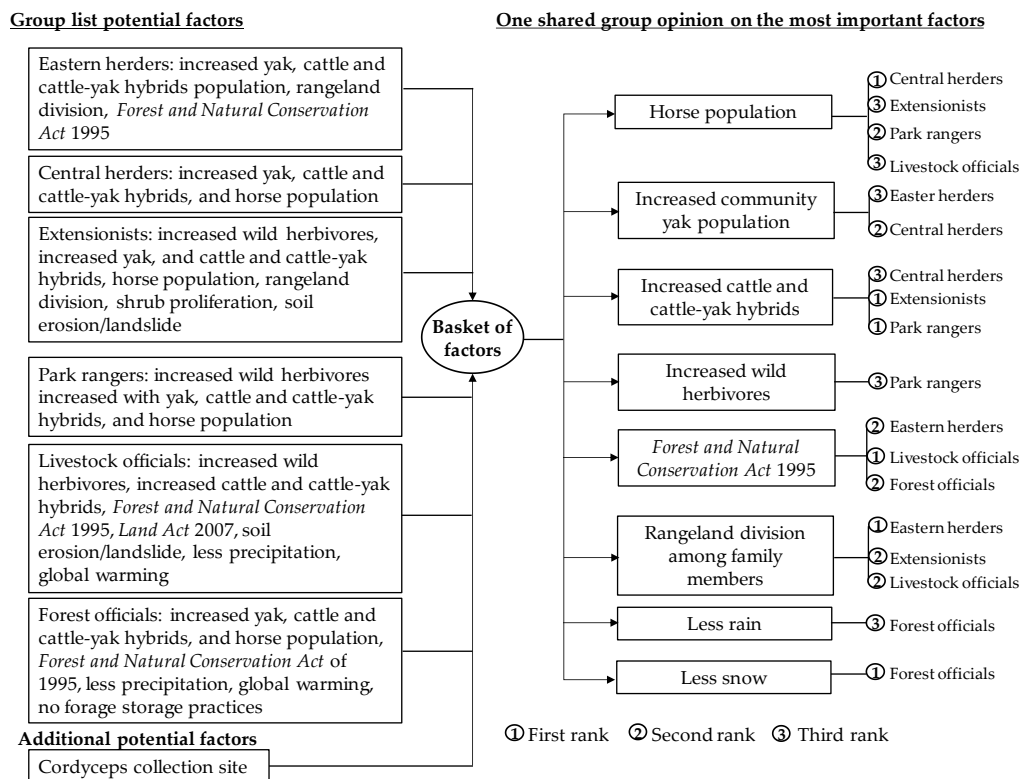 Group list potential factors
Eastern herders: increased yak, cattle and
cattle-yak hybrids population, rangeland
division, Forest and Natural Conservation
Act 1995
Central herders: increased yak, cattle and
cattle-yak hybrids, and horse population
Extensionists: increased wild herbivores,
increased yak, and cattle and cattle-yak
hybrids, horse population, rangeland
division, shrub proliferation, soil
erosion/landslide
Park rangers: increased wild herbivores
increased with yak, cattle and cattle-yak
hybrids, and horse population
Livestock officials: increased wild
herbivores, increased cattle and cattle-yak
hybrids, Forest and Natural Conservation
Act 1995, Land Act 2007, soil
erosion/landslide, less precipitation,
global warming
Forest officials: increased yak, cattle and
cattle-yak hybrids, and horse population,
Forest and Natural Conservation Act of
1995, less precipitation, global warming,
no forage storage practices
Additional potential factors
Cordyceps collection site
Basket of
factors
One shared group opinion on the most important factors
Horse population
① Central herders
③ Extensionists
② Park rangers
③ Livestock officials
Increased community
yak population
③ Easter herders
② Central herders
Increased cattle and
cattle-yak hybrids
③ Central herders
① Extensionists
① Park rangers
Increased wild
herbivores
③ Park rangers
Forest and Natural
Conservation Act 1995
② Eastern herders
① Livestock officials
② Forest officials
Rangeland division
among family
members
① Eastern herders
② Extensionists
② Livestock officials
Less rain
③ Forest officials
Less snow
① Forest officials
① First rank ② Second rank ③ Third rank